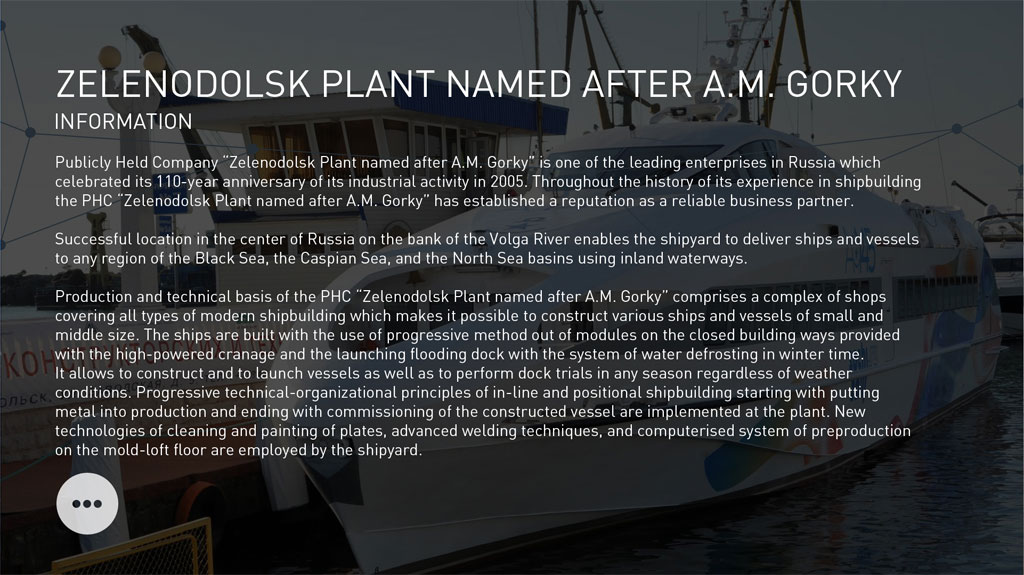 ZELENODOLSK PLANT NAMED AFTER A.M. GORKY
INFORMATION
Publicly Held Company “Zelenodolsk Plant named after A.M. Gorky” is one of the leading enterprises in Russia which
celebrated its 110-year anniversary of its industrial activity in 2005. Throughout the history of its experience in shipbuilding
the PHC “Zelenodolsk Plant named after A.M. Gorky” has established a reputation as a reliable business partner.
Successful location in the center of Russia on the bank of the Volga River enables the shipyard to deliver ships and vessels
to any region of the Black Sea, the Caspian Sea, and the North Sea basins using inland waterways.
Production and technical basis of the PHC “Zelenodolsk Plant named after A.M. Gorky” comprises a complex of shops
covering all types of modern shipbuilding which makes it possible to construct various ships and vessels of small and
middle size. The ships are built with the use of progressive method out of modules on the closed building ways provided
with the high-powered cranage and the launching flooding dock with the system of water defrosting in winter time.
It allows to construct and to launch vessels as well as to perform dock trials in any season regardless of weather
conditions. Progressive technical-organizational principles of in-line and positional shipbuilding starting with putting
metal into production and ending with commissioning of the constructed vessel are implemented at the plant. New
technologies of cleaning and painting of plates, advanced welding techniques, and computerised system of preproduction
on the mold-loft floor are employed by the shipyard.